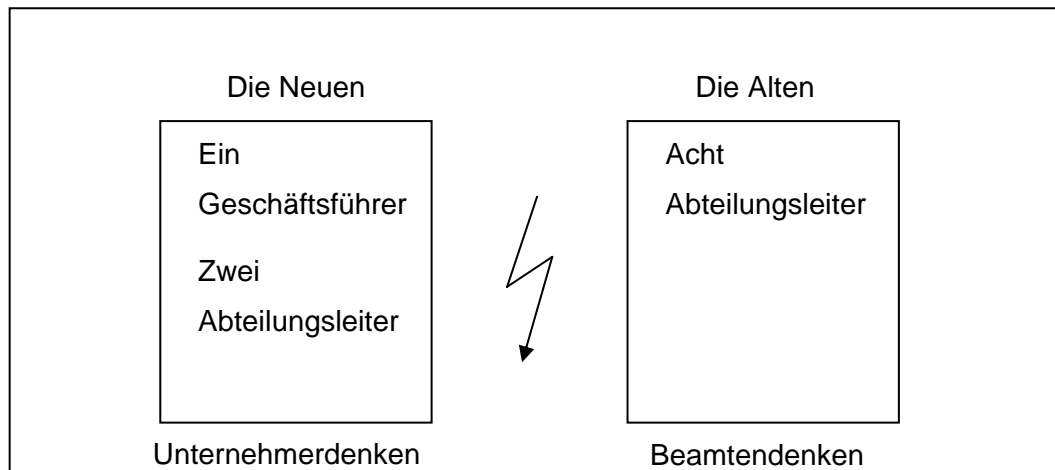 Die Neuen
Ein
Geschäftsführer
Zwei
Abteilungsleiter
Unternehmerdenken
Die Alten
Acht
Abteilungsleiter
Beamtendenken